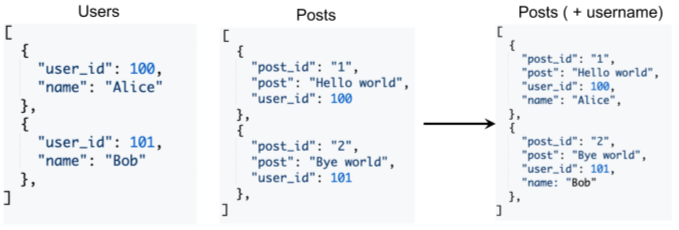 Users
[
{
"user_id": 100,
"name": "Alice"
},
{
"user_id": 101,
"name": "Bob"
},
]
Posts
[
{
"post_id": "1",
"post": "Hello world",
"user_id": 100
},
{
"post_id": "2",
"post": "Bye world",
"user_id": 101
},
]
Posts ( + username)
[
{
"post_id": "1",
"post": "Hello world",
"user_id": 100,
"name": "Alice",
},
{
"post_id": "2",
"post": "Bye world",
"user_id": 101,
"name: "Bob"
},
]